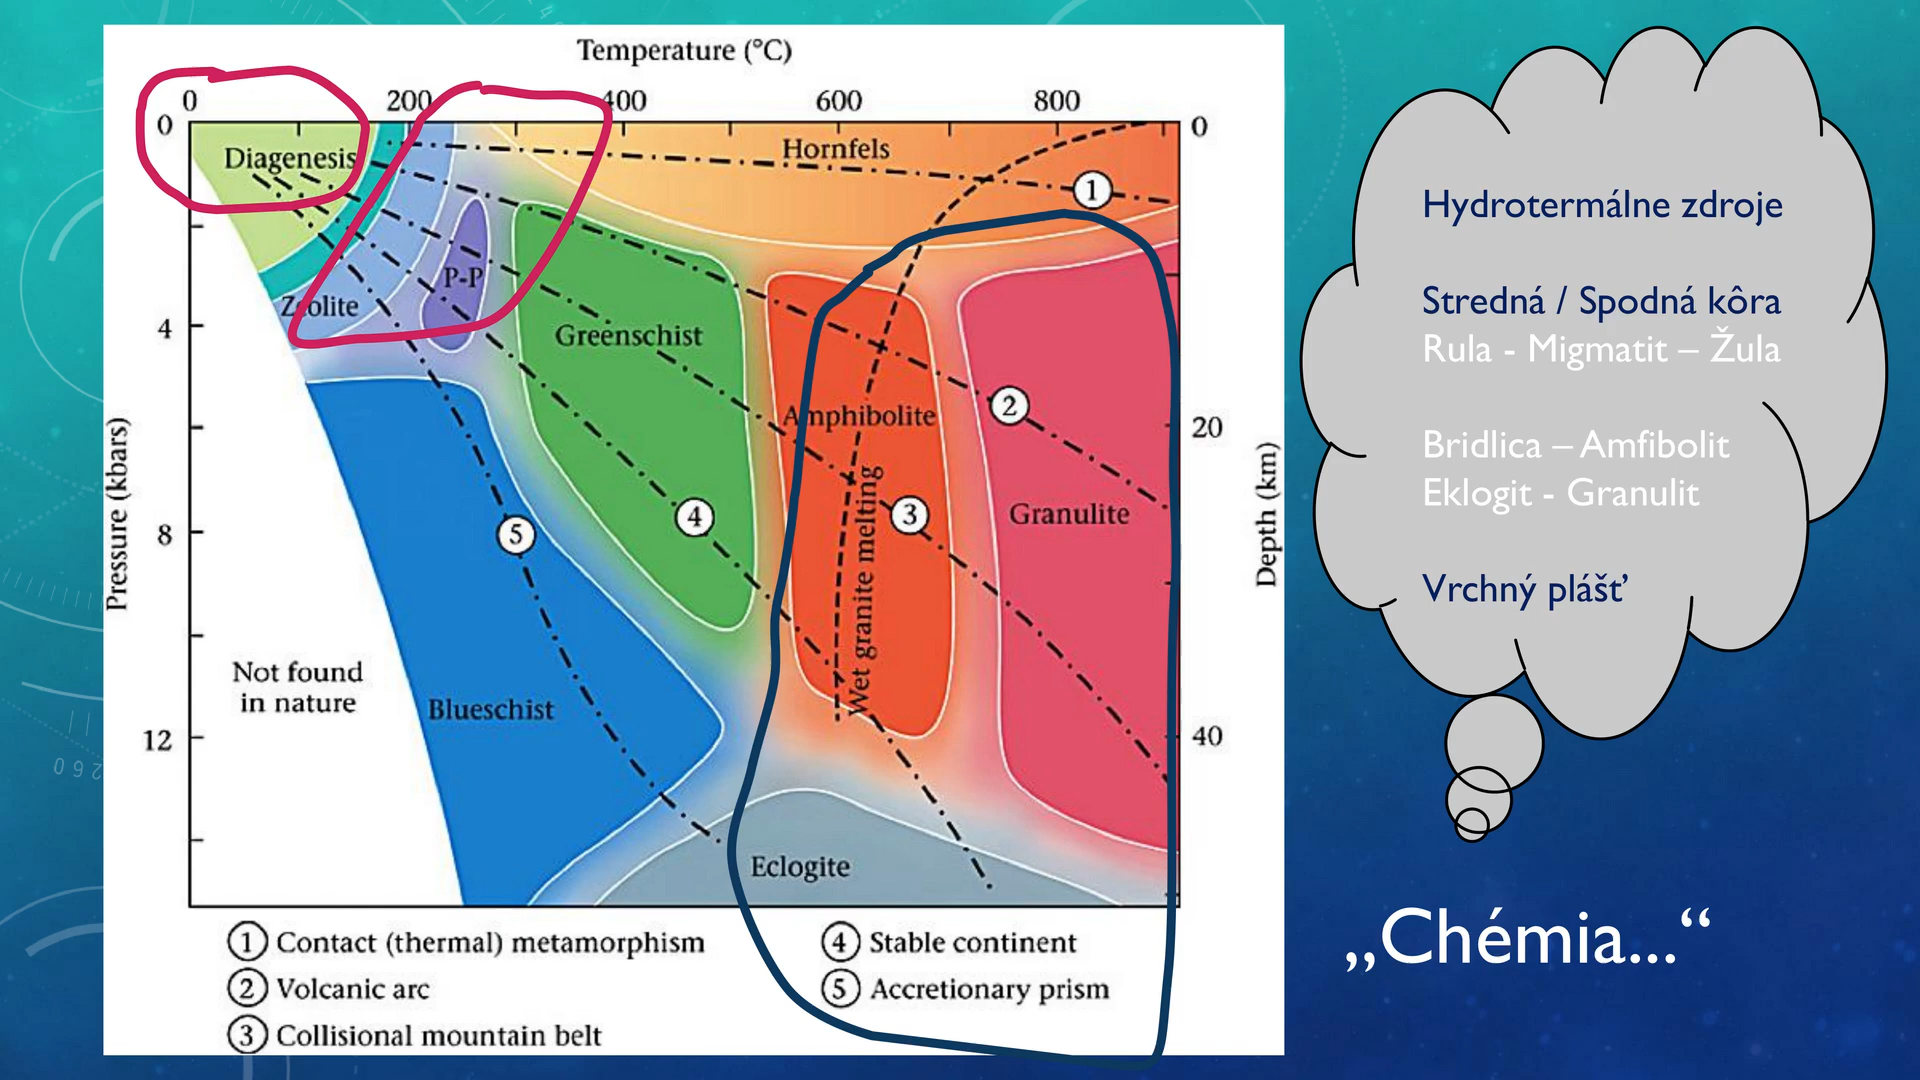 Temperature (°C)
0 200 400 600 800
0
0
Diagenesis
Hornfels
1
P-P
Zeolite
4
Greenschist
Amphibolite
2
20
Pressure (kbars)
Depth (km)
Wet granite melting
Granulite
8
5
4
3
Not found
in nature
Blueschist
12
40
Eclogite
1 Contact (thermal) metamorphism
2 Volcanic arc
3 Collisional mountain belt
4 Stable continent
5 Accretionary prism
Hydrotermálne zdroje
Stredná / Spodná kôra
Rula - Migmatit – Žula
Bridlica – Amfibolit
Eklogit - Granulit
Vrchný plášť
„Chémia...“
260